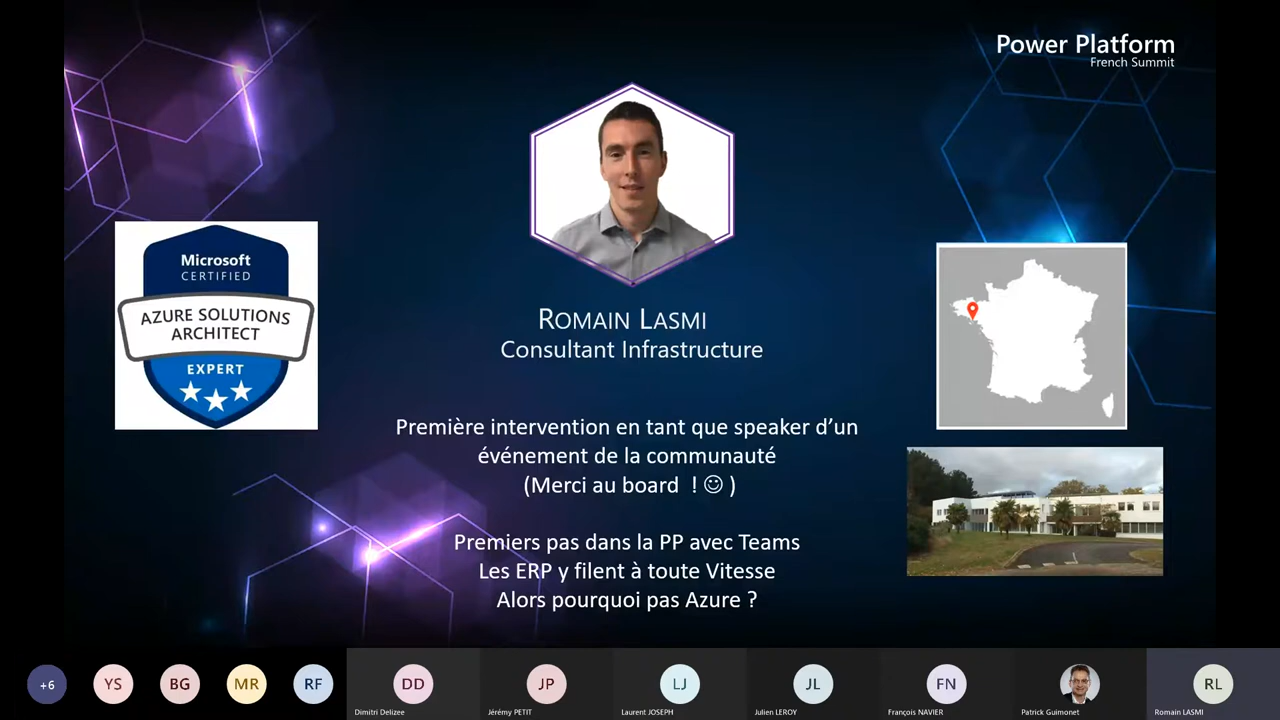 Power Platform
French Summit
Microsoft
CERTIFIED
AZURE SOLUTIONS
ARCHITECT
EXPERT
ROMAIN LASMI
Consultant Infrastructure
Première intervention en tant que speaker d’un
événement de la communauté
(Merci au board ! ☺ )
Premiers pas dans la PP avec Teams
Les ERP y filent à toute Vitesse
Alors pourquoi pas Azure ?
+6
YS
BG
MR
RF
DD
JP
LJ
JL
FN
RL
Dimitri Delizee
Jérémy PETIT
Laurent JOSEPH
Julien LEROY
François NAVIER
Patrick Guimonet
Romain LASMI